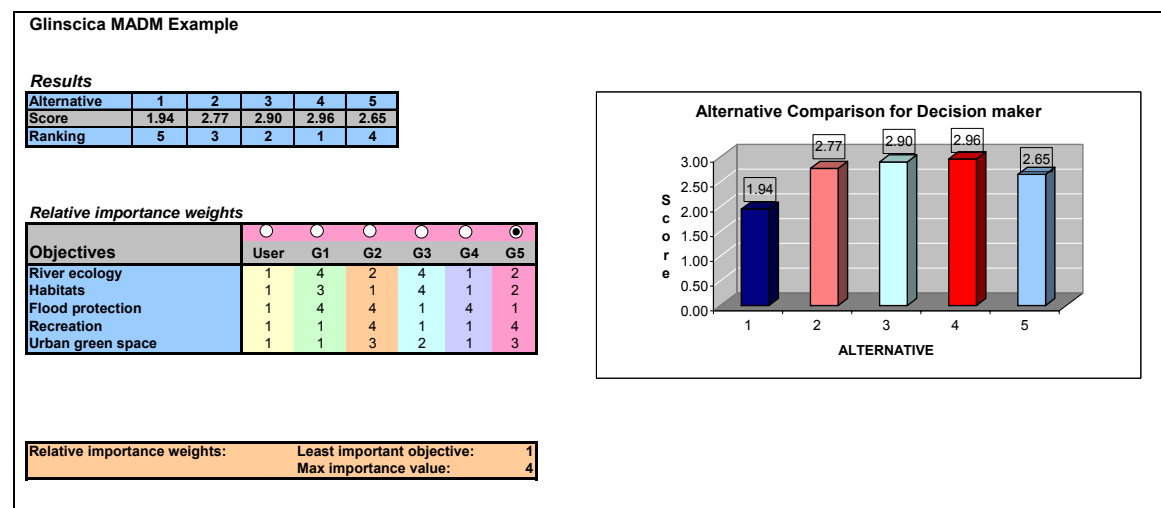 Glinscica MADM Example
Results
Alternative 1 2 3 4 5
Score 1.94 2.77 2.90 2.96 2.65
Ranking 5 3 2 1 4
Relative importance weights
Objectives User G1 G2 G3 G4 G5
River ecology 1 4 2 4 1 2
Habitats 1 3 1 4 1 2
Flood protection 1 4 4 1 4 1
Recreation 1 1 4 1 1 4
Urban green space 1 1 3 2 1 3
Relative importance weights: Least important objective: 1
Max importance value: 4
Alternative Comparison for Decision maker
Score
3.00
2.50
2.00
1.50
1.00
0.50
0.00
1.94
2.77
2.90
2.96
2.65
1 2 3 4 5
ALTERNATIVE